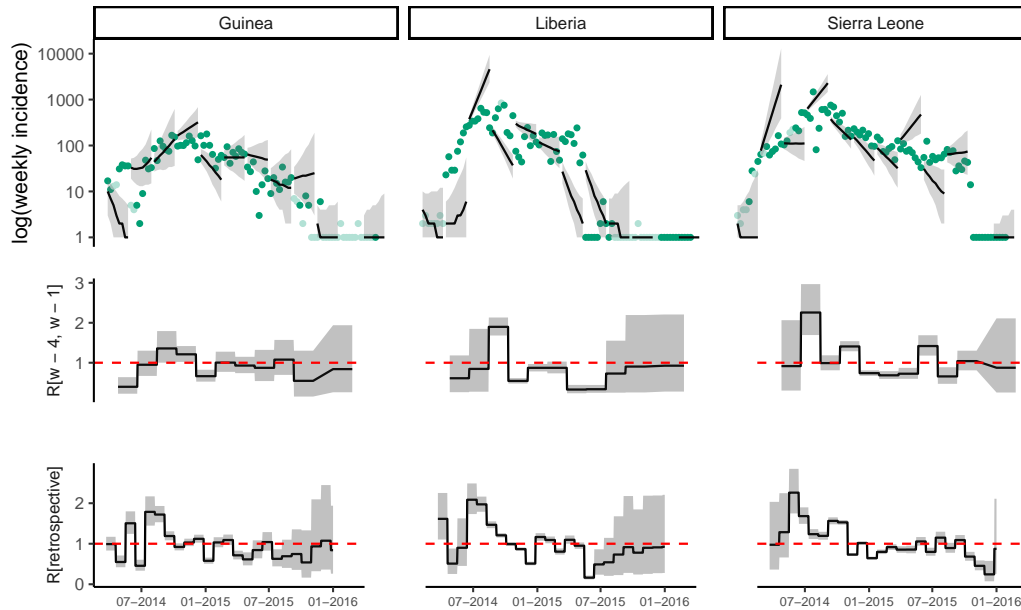 Guinea Liberia Sierra Leone
log(weekly incidence)
10000
1000
100
10
1
R[w − 4, w − 1]
3
2
1
R[retrospective]
2
1
0
07−2014 01−2015 07−2015 01−2016 07−2014 01−2015 07−2015 01−2016 07−2014 01−2015 07−2015 01−2016